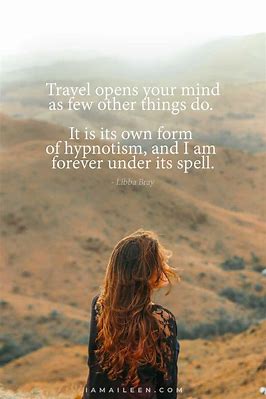 Travel opens your mind
as few other things do.
It is its own form
of hypnotism, and I am
forever under its spell.
- Libba Bray
IAMAILEEN.COM